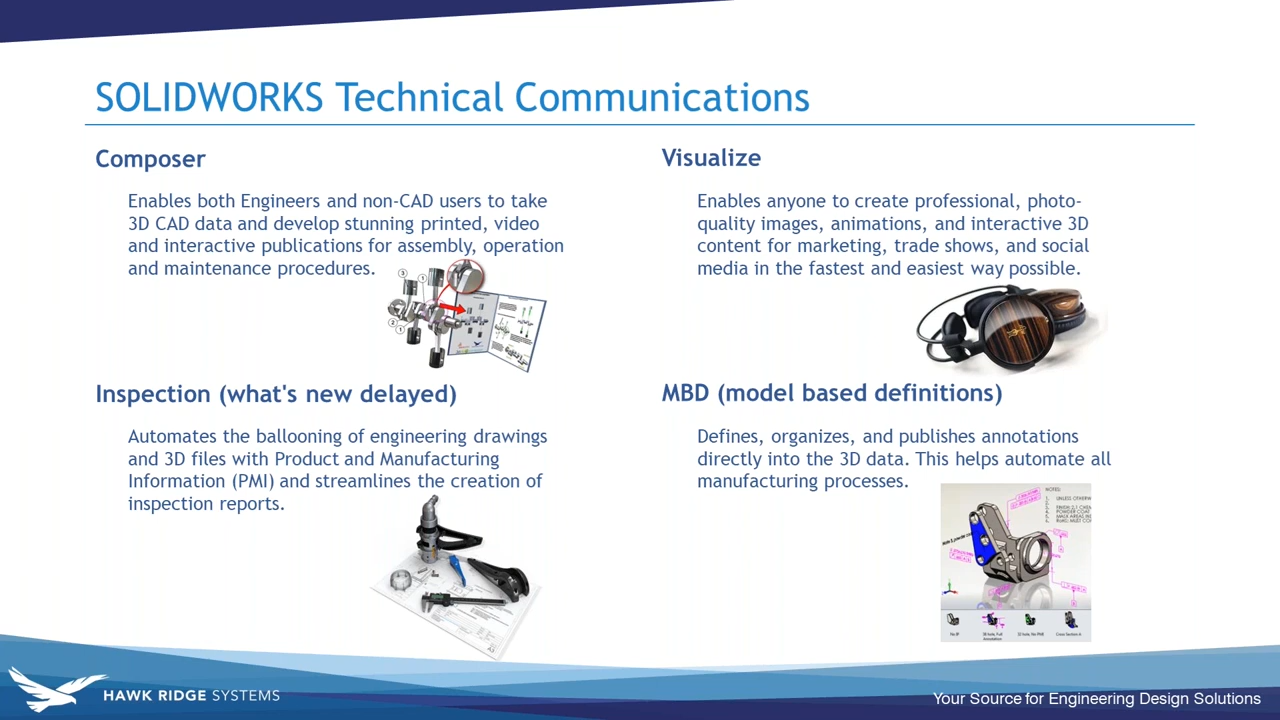 SOLIDWORKS Technical Communications
Composer
Enables both Engineers and non-CAD users to take
3D CAD data and develop stunning printed, video
and interactive publications for assembly, operation
and maintenance procedures.
Visualize
Enables anyone to create professional, photo-
quality images, animations, and interactive 3D
content for marketing, trade shows, and social
media in the fastest and easiest way possible.
Inspection (what's new delayed)
Automates the ballooning of engineering drawings
and 3D files with Product and Manufacturing
Information (PMI) and streamlines the creation of
inspection reports.
MBD (model based definitions)
Defines, organizes, and publishes annotations
directly into the 3D data. This helps automate all
manufacturing processes.
HAWK RIDGE SYSTEMS
Your Source for Engineering Design Solutions